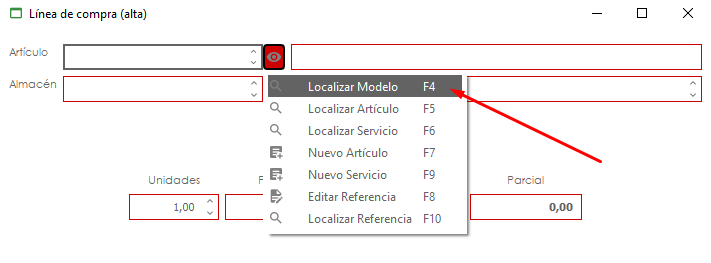 Línea de compra (alta)
Artículo
Almacén
Localizar Modelo F4
Localizar Artículo F5
Localizar Servicio F6
Nuevo Artículo F7
Nuevo Servicio F9
Editar Referencia F8
Localizar Referencia F10
Unidades
Parcial
1,00
0,00